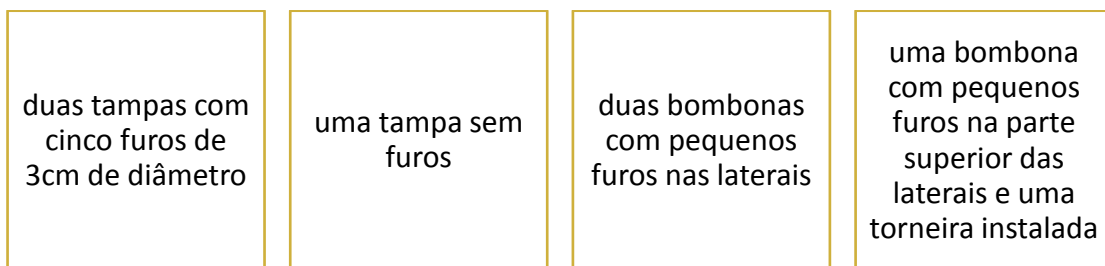 duas tampas com
cinco furos de
3cm de diâmetro
uma tampa sem
furos
duas bombonas
com pequenos
furos nas laterais
uma bombona
com pequenos
furos na parte
superior das
laterais e uma
torneira instalada